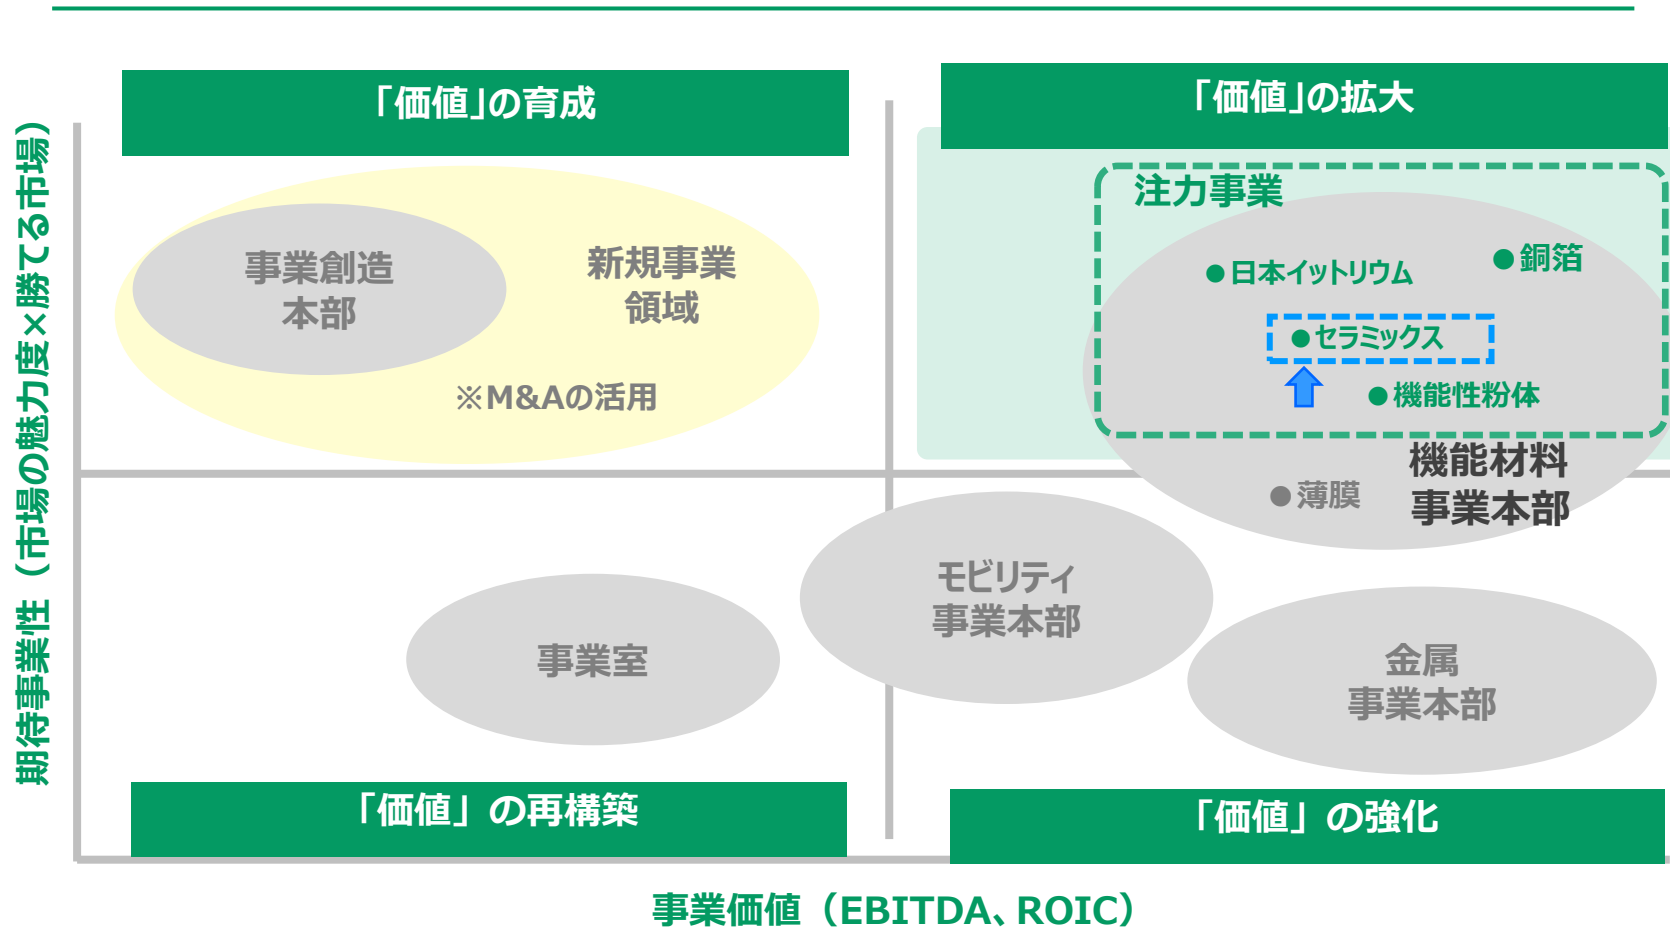 「価値」の育成
「価値」の拡大
期待事業性（市場の魅力度×勝てる市場）
事業創造
本部
新規事業
領域
※M&Aの活用
注力事業
●日本イットリウム
●銅箔
●セラミックス
●機能性粉体
機能材料
事業本部
●薄膜
モビリティ
事業本部
事業室
金属
事業本部
「価値」の再構築
「価値」の強化
事業価値（EBITDA、ROIC）